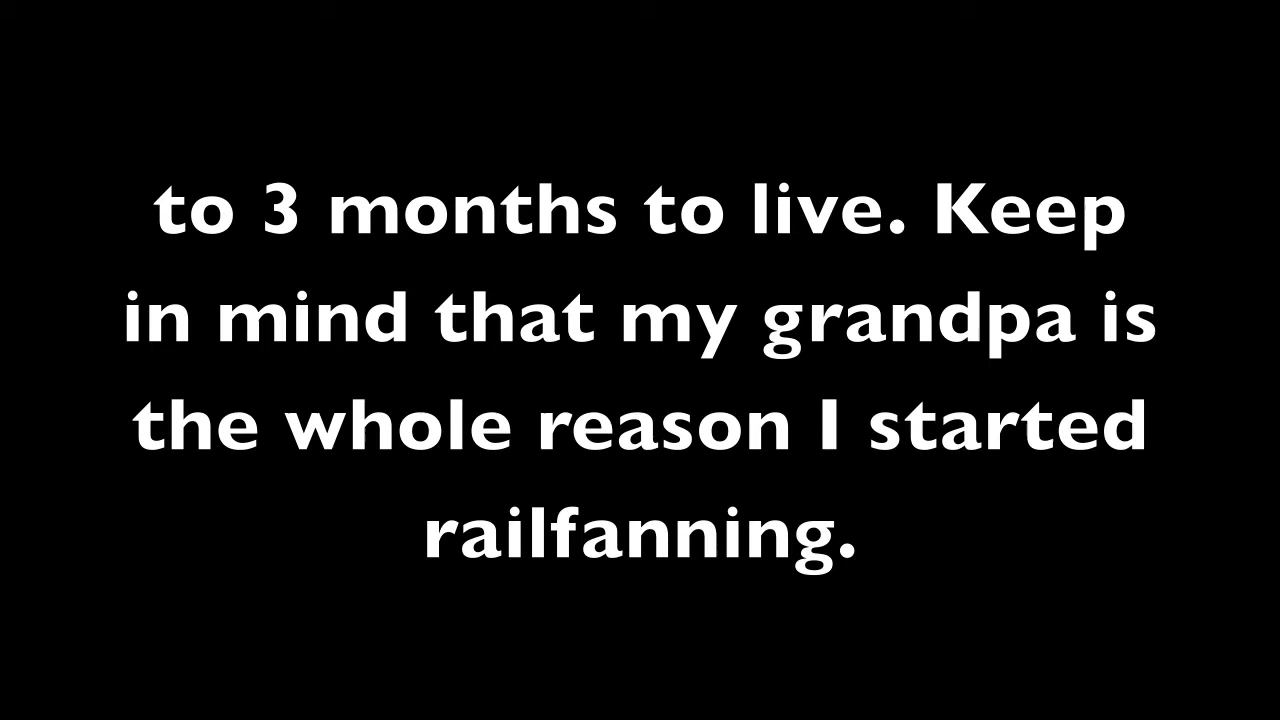 to 3 months to live. Keep
in mind that my grandpa is
the whole reason I started
railfanning.